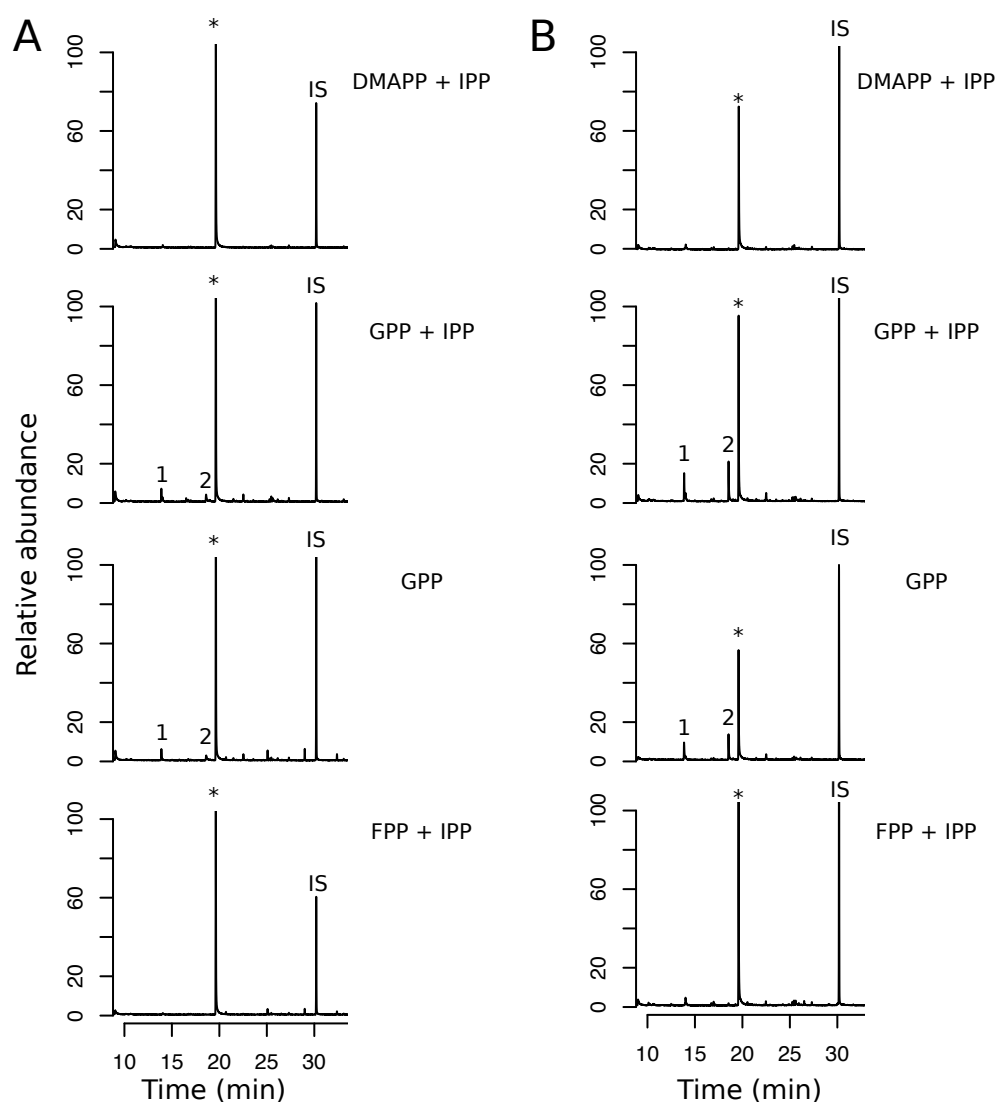 A
*
100
60
20
0
IS
DMAPP + IPP
*
100
60
20
0
IS
1
2
GPP + IPP
*
100
60
20
0
IS
1
2
GPP
*
100
60
20
0
IS
FPP + IPP
10 15 20 25 30
Time (min)
Relative abundance
B
*
100
60
20
0
IS
DMAPP + IPP
*
100
60
20
0
IS
1
2
GPP + IPP
*
100
60
20
0
IS
1
2
GPP
*
100
60
20
0
IS
FPP + IPP
10 15 20 25 30
Time (min)